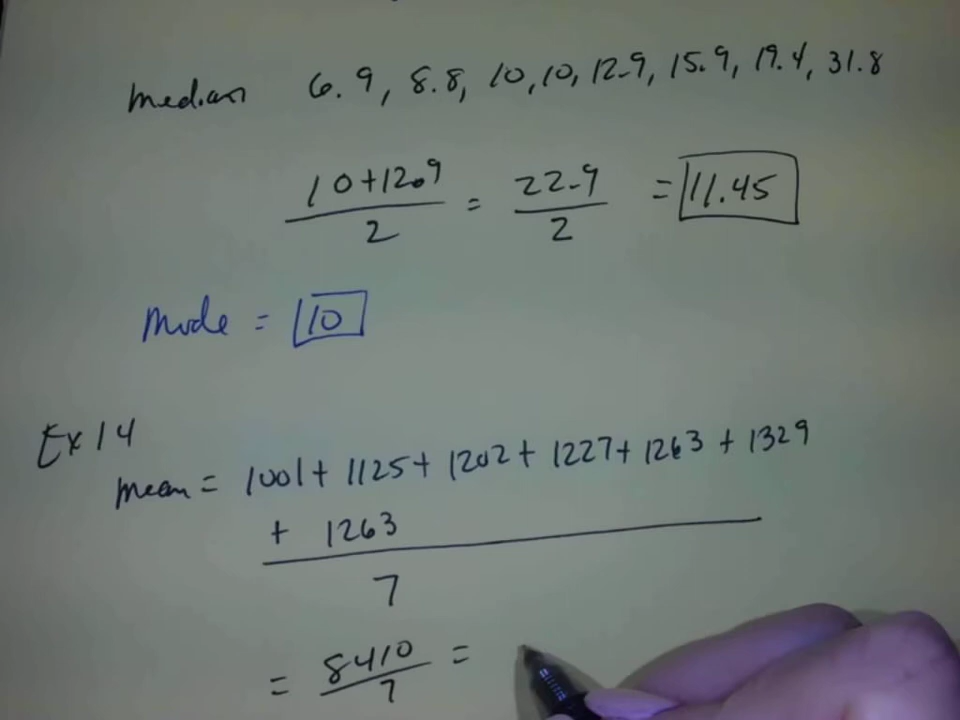 median 6.9, 8.8, 10, 10, 12.9, 15.9, 19.4, 31.8
10+12.9 / 2 = 22.9 / 2 = 11.45
Mode = 10
Ex 14
mean = 1001 + 1125 + 1202 + 1227 + 1263 + 1329
+ 1263
7
= 8410 / 7 =